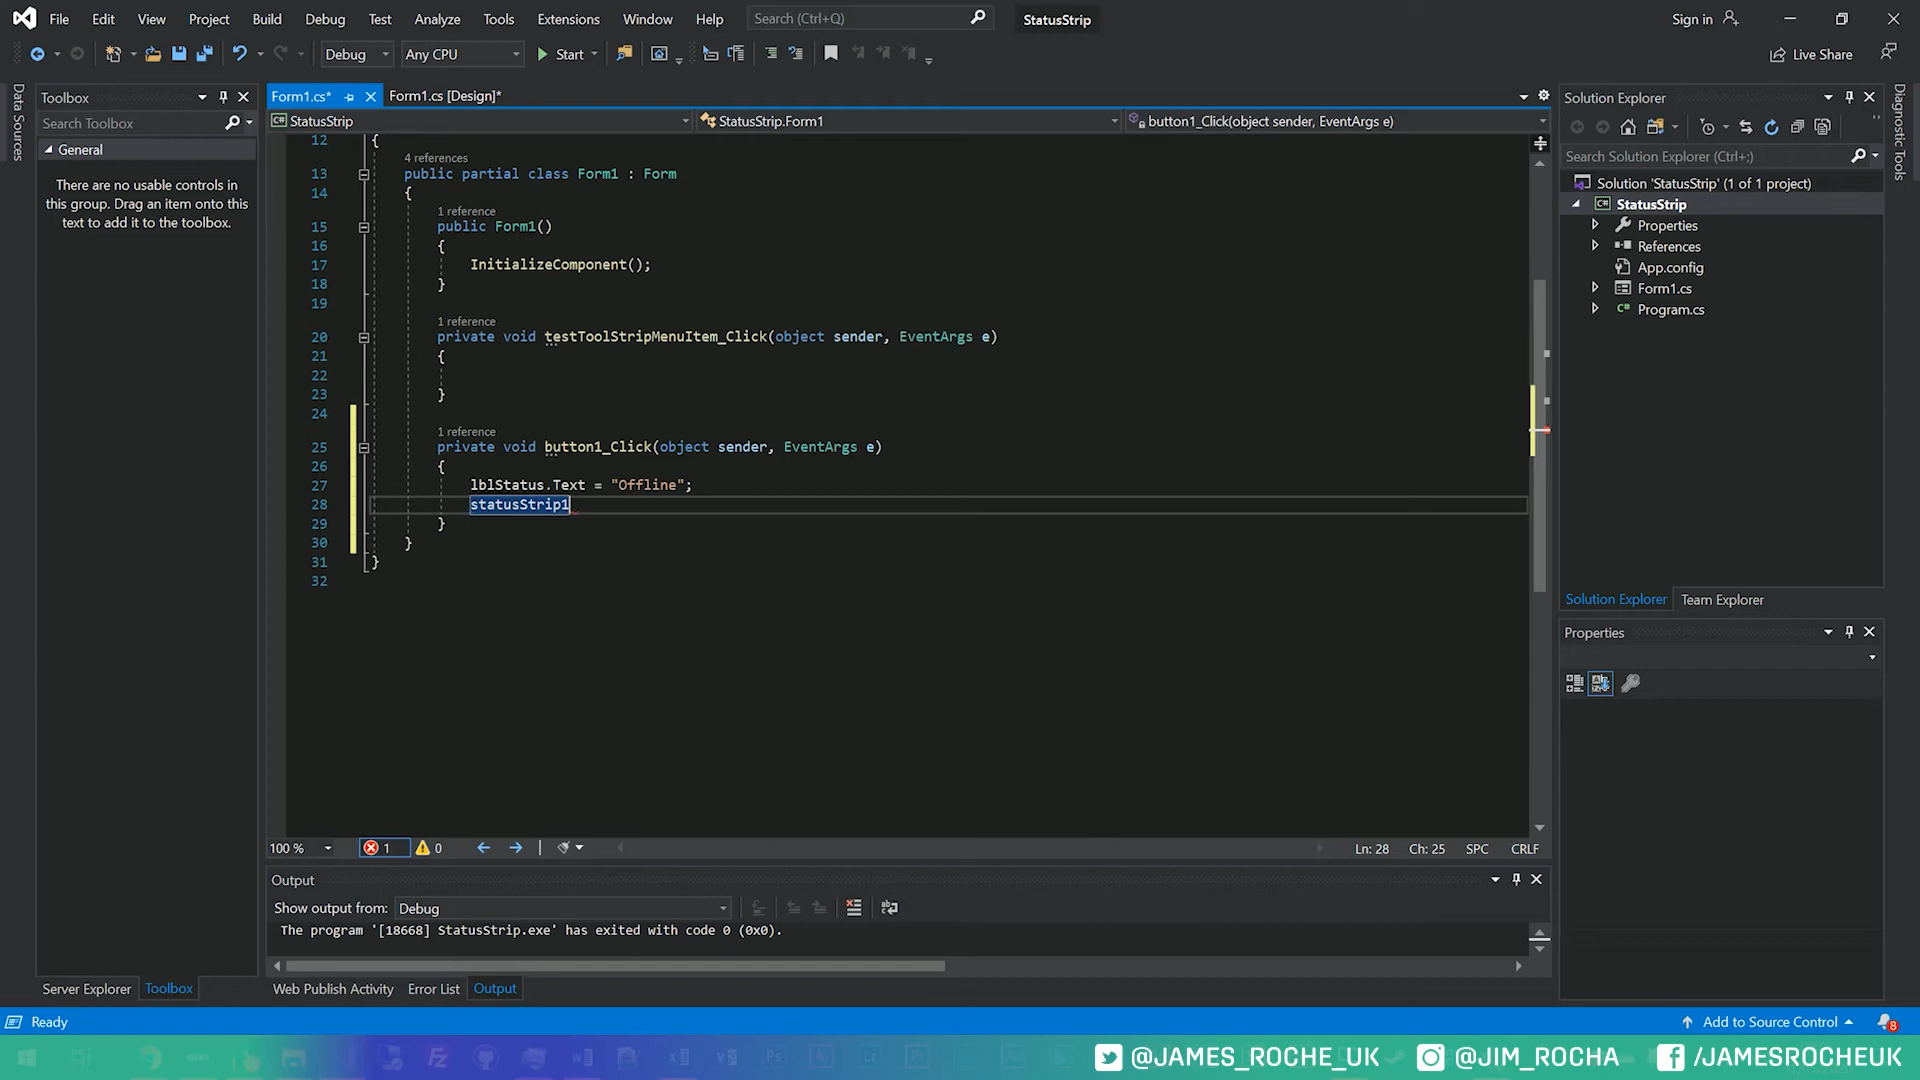 File Edit View Project Build Debug Test Analyze Tools Extensions Window Help Search (Ctrl+Q) StatusStrip Sign in
Debug Any CPU Start Live Share
Data Sources
Toolbox
Search Toolbox
General
There are no usable controls in
this group. Drag an item onto this
text to add it to the toolbox.
Form1.cs* Form1.cs [Design]*
StatusStrip StatusStrip.Form1 button1_Click(object sender, EventArgs e)
12 {
4 references
13 public partial class Form1 : Form
14 {
1 reference
15 public Form1()
16 {
17 InitializeComponent();
18 }
19
1 reference
20 private void testToolStripMenuItem_Click(object sender, EventArgs e)
21 {
22
23 }
24
1 reference
25 private void button1_Click(object sender, EventArgs e)
26 {
27 lblStatus.Text = "Offline";
28 statusStrip1
29 }
30 }
31 }
32
100 % 1 0 Ln: 28 Ch: 25 SPC CRLF
Output
Show output from: Debug
The program '[18668] StatusStrip.exe' has exited with code 0 (0x0).
Server Explorer Toolbox
Web Publish Activity Error List Output
Solution Explorer
Search Solution Explorer (Ctrl+;)
Solution 'StatusStrip' (1 of 1 project)
C# StatusStrip
Properties
References
App.config
Form1.cs
C# Program.cs
Solution Explorer Team Explorer
Properties
Diagnostic Tools
Ready Add to Source Control 8
@JAMES_ROCHE_UK @JIM_ROCHA /JAMESROCHEUK